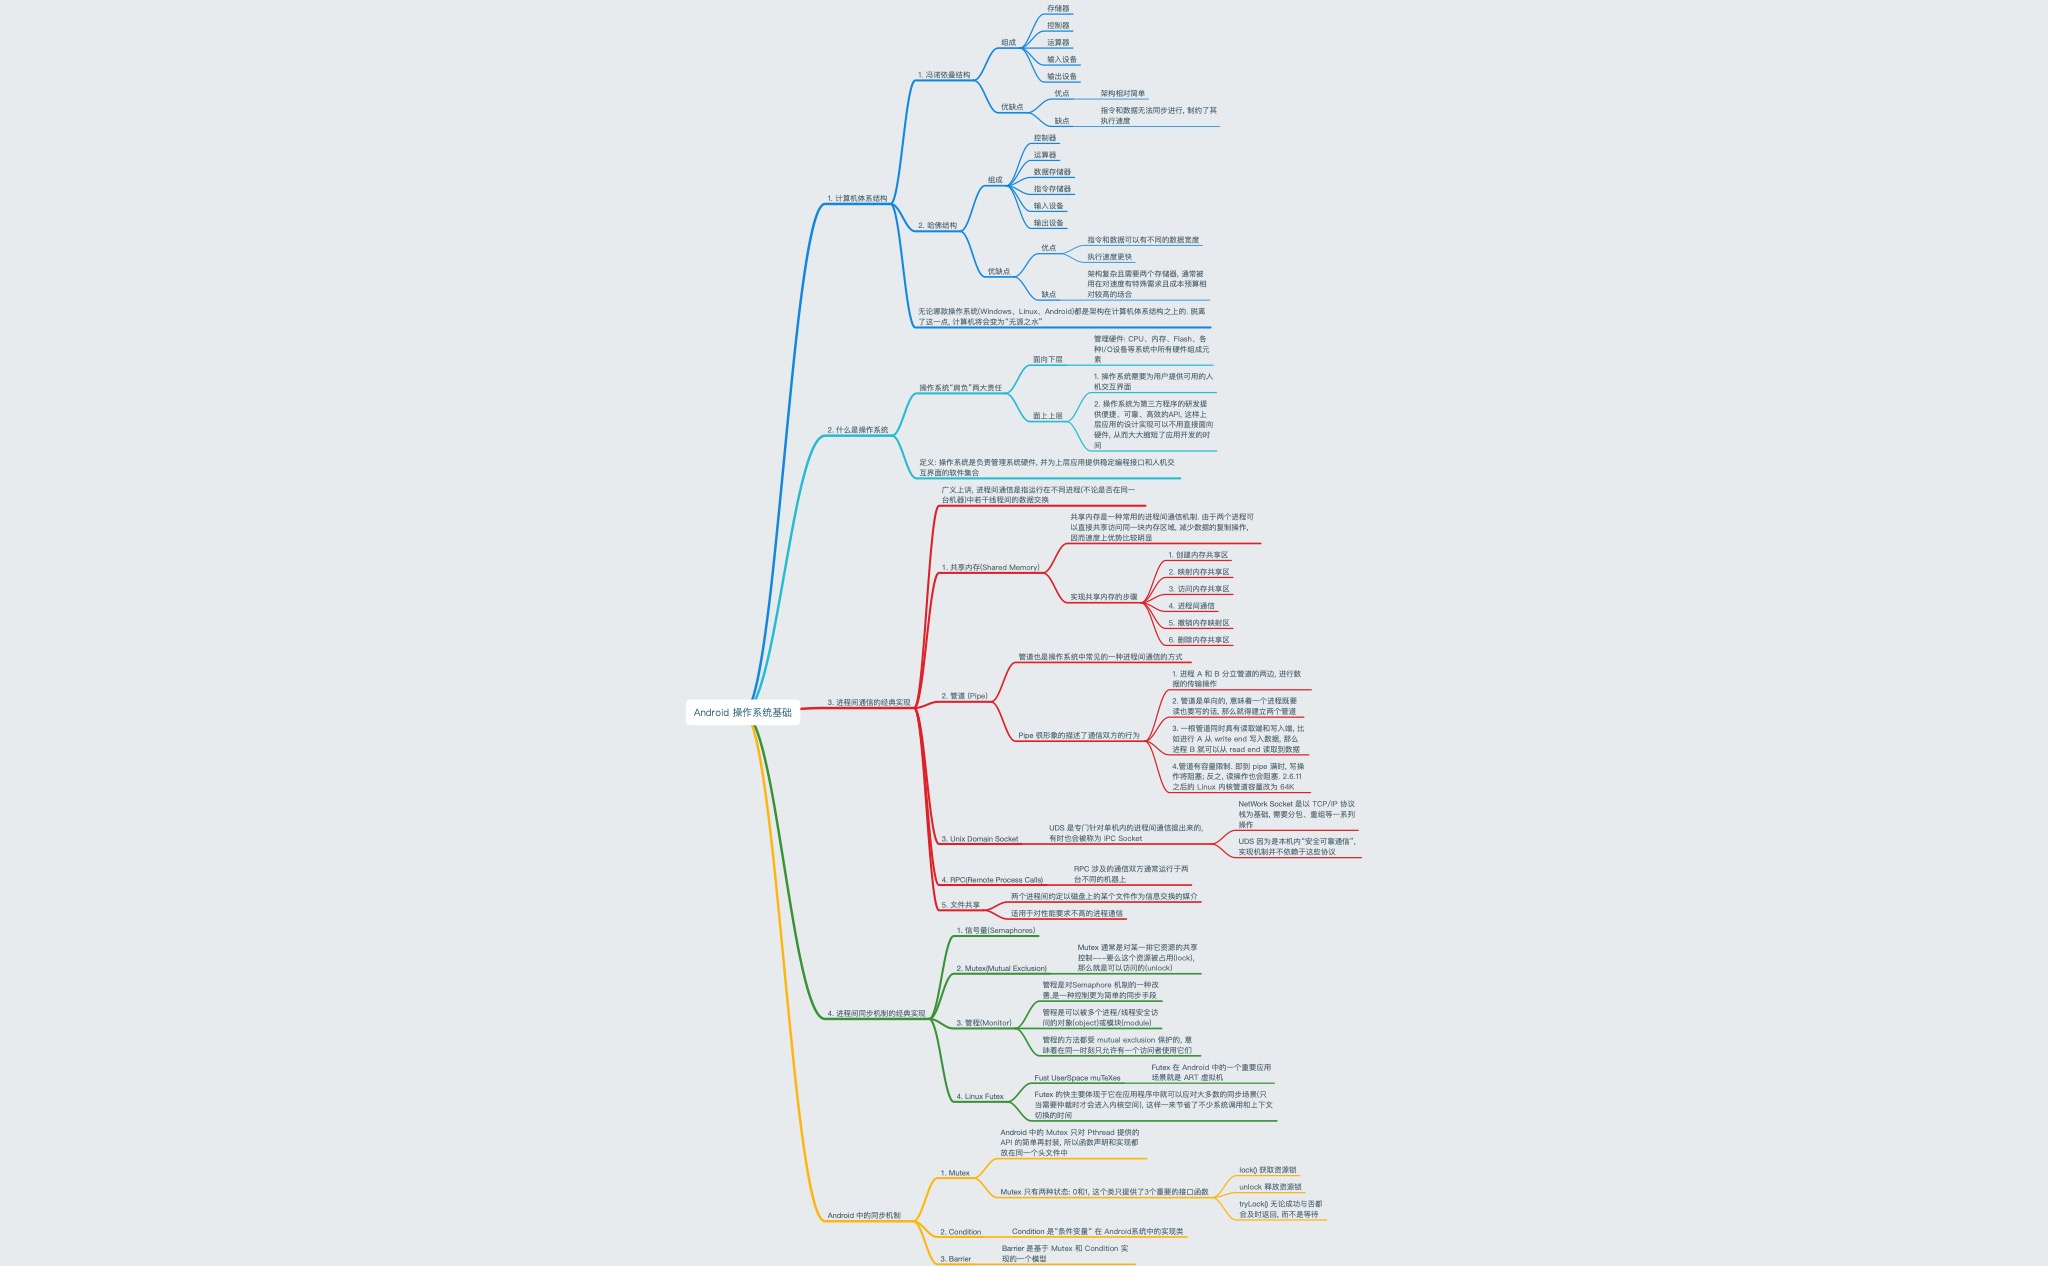 存储器
控制器
组成
运算器
输入设备
输出设备
1. 冯诺依曼结构
优缺点
优点
架构相对简单
缺点
指令和数据无法同步进行, 制约了其
执行速度
1. 计算机体系结构
2. 哈佛结构
组成
控制器
运算器
数据存储器
指令存储器
输入设备
输出设备
优缺点
优点
指令和数据可以有不同的数据宽度
执行速度更快
缺点
架构复杂且需要两个存储器, 通常被
用在对速度有特殊需求且成本预算相
对较高的场合
无论哪款操作系统(Windows、Linux、Android)都是架构在计算机体系结构之上的. 脱离
了这一点, 计算机将会变为“无源之水”
2. 什么是操作系统
操作系统“肩负”两大责任
面向下层
管理硬件: CPU、内存、Flash、各
种I/O设备等系统中所有硬件组成元
素
面上上层
1. 操作系统需要为用户提供可用的人
机交互界面
2. 操作系统为第三方程序的研发提
供便捷、可靠、高效的API, 这样上
层应用的设计实现可以不用直接面向
硬件, 从而大大缩短了应用开发的时
间
定义: 操作系统是负责管理系统硬件, 并为上层应用提供稳定编程接口和人机交
互界面的软件集合
Android 操作系统基础
3. 进程间通信的经典实现
广义上讲, 进程间通信是指运行在不同进程(不论是否在同一
台机器)中若干线程间的数据交换
1. 共享内存(Shared Memory)
共享内存是一种常用的进程间通信机制. 由于两个进程可
以直接共享访问同一块内存区域, 减少数据的复制操作,
因而速度上优势比较明显
实现共享内存的步骤
1. 创建内存共享区
2. 映射内存共享区
3. 访问内存共享区
4. 进程间通信
5. 撤销内存映射区
6. 删除内存共享区
2. 管道 (Pipe)
管道也是操作系统中常见的一种进程间通信的方式
Pipe 很形象的描述了通信双方的行为
1. 进程 A 和 B 分立管道的两边, 进行数
据的传输操作
2. 管道是单向的, 意味着一个进程既要
读也要写的话, 那么就得建立两个管道
3. 一根管道同时具有读取端和写入端, 比
如进行 A 从 write end 写入数据, 那么
进程 B 就可以从 read end 读取到数据
4.管道有容量限制. 即到 pipe 满时, 写操
作将阻塞; 反之, 读操作也会阻塞. 2.6.11
之后的 Linux 内核管道容量改为 64K
3. Unix Domain Socket
UDS 是专门针对单机内的进程间通信提出来的,
有时也会被称为 IPC Socket
NetWork Socket 是以 TCP/IP 协议
栈为基础, 需要分包、重组等一系列
操作
UDS 因为是本机内“安全可靠通信”,
实现机制并不依赖于这些协议
4. RPC(Remote Process Calls)
RPC 涉及的通信双方通常运行于两
台不同的机器上
5. 文件共享
两个进程间约定以磁盘上的某个文件作为信息交换的媒介
适用于对性能要求不高的进程通信
4. 进程间同步机制的经典实现
1. 信号量(Semaphores)
2. Mutex(Mutual Exclusion)
Mutex 通常是对某一排它资源的共享
控制---要么这个资源被占用(lock),
那么就是可以访问的(unlock)
3. 管程(Monitor)
管程是对Semaphore 机制的一种改
善,是一种控制更为简单的同步手段
管程是可以被多个进程/线程安全访
问的对象(object)或模块(module)
管程的方法都受 mutual exclusion 保护的, 意
味着在同一时刻只允许有一个访问者使用它们
4. Linux Futex
Fust UserSpace muTeXes
Futex 在 Android 中的一个重要应用
场景就是 ART 虚拟机
Futex 的快主要体现于它在应用程序中就可以应对大多数的同步场景(只
当需要仲裁时才会进入内核空间), 这样一来节省了不少系统调用和上下文
切换的时间
Android 中的同步机制
1. Mutex
Android 中的 Mutex 只对 Pthread 提供的
API 的简单再封装, 所以函数声明和实现都
放在同一个头文件中
Mutex 只有两种状态: 0和1, 这个类只提供了3个重要的接口函数
lock() 获取资源锁
unlock 释放资源锁
tryLock() 无论成功与否都
会及时返回, 而不是等待
2. Condition
Condition 是“条件变量“ 在 Android系统中的实现类
3. Barrier
Barrier 是基于 Mutex 和 Condition 实
现的一个模型